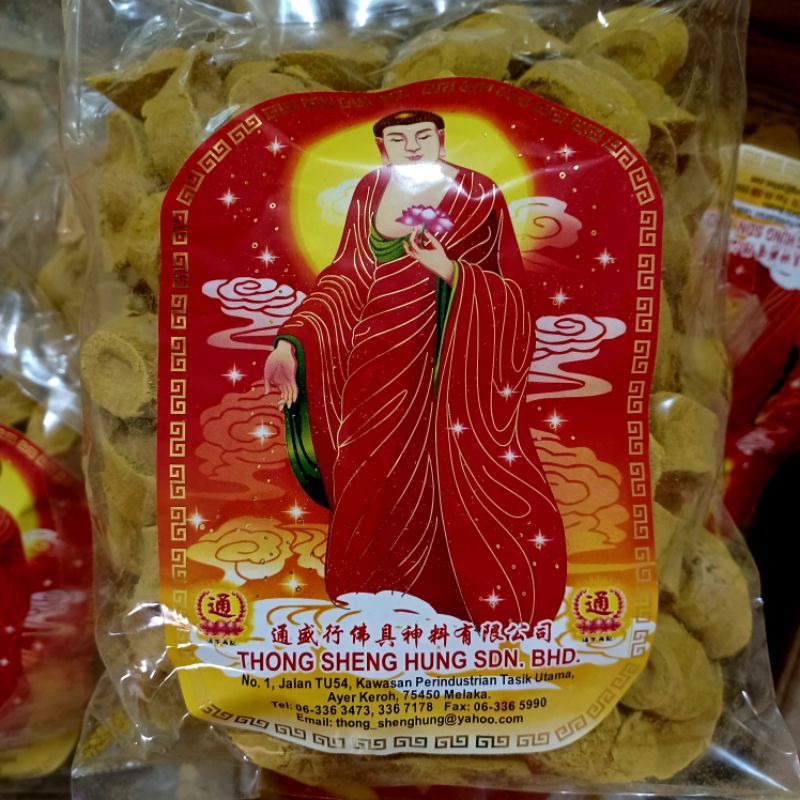 通
通
通盛行佛具神料有限公司
THONG SHENG HUNG SDN. BHD.
No. 1, Jalan TU54, Kawasan Perindustrian Tasik Utama,
Ayer Keroh, 75450 Melaka.
Tel: 06-336 3473, 336 7178 Fax: 06-336 5990
Email: thong_shenghung@yahoo.com